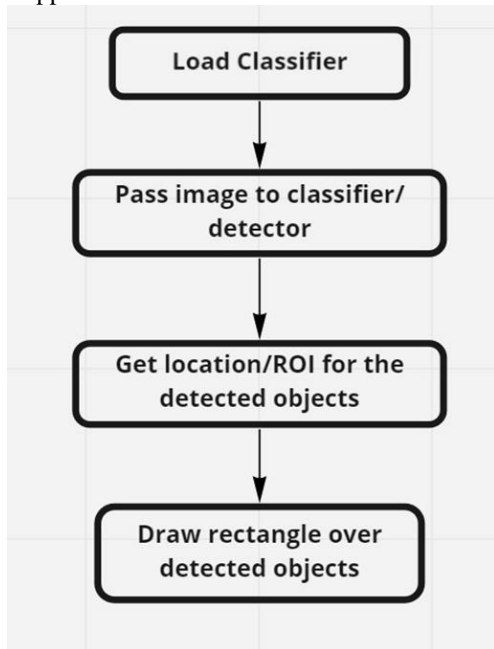 Load Classifier
Pass image to classifier/
detector
Get location/ROI for the
detected objects
Draw rectangle over
detected objects